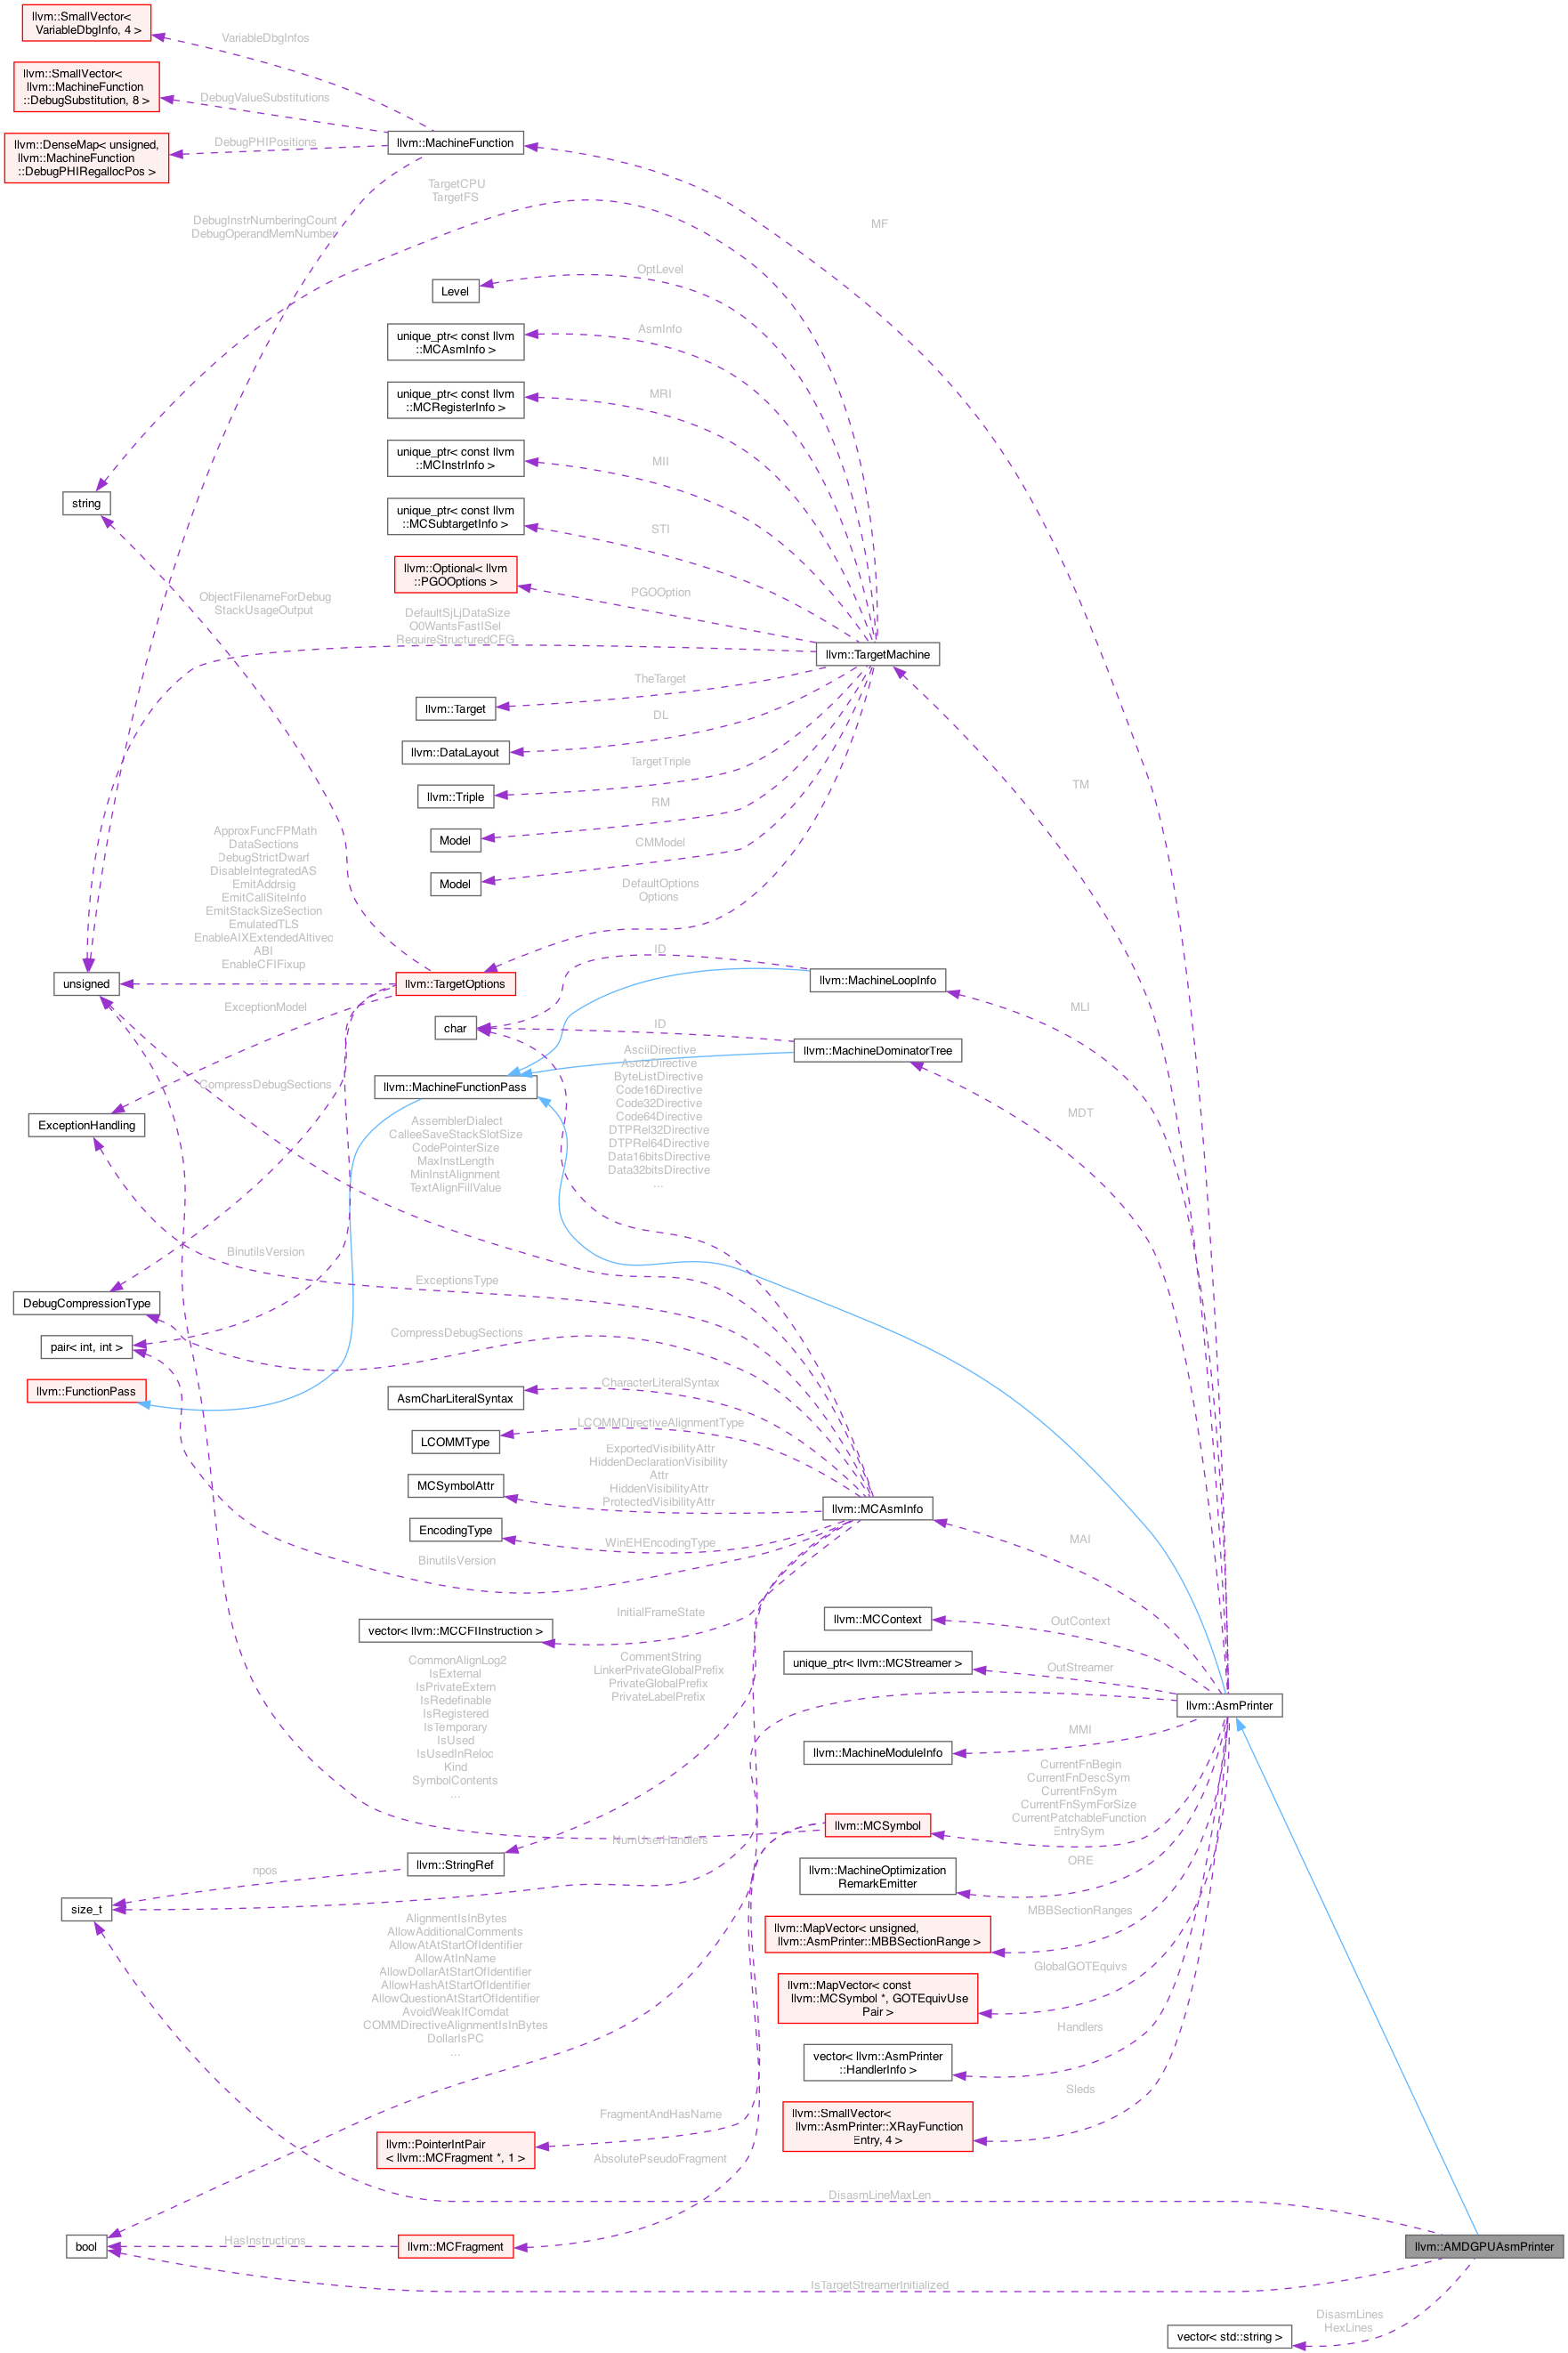 llvm::SmallVector<
VariableDbgInfo, 4 >
VariableDbgInfos
llvm::SmallVector<
llvm::MachineFunction
::DebugSubstitution, 8 >
DebugValueSubstitutions
llvm::DenseMap< unsigned,
llvm::MachineFunction
::DebugPHIRegallocPos >
DebugPHIPositions
llvm::MachineFunction
TargetCPU
TargetFS
DebugInstrNumberingCount
DebugOperandMemNumber
MF
Level
OptLevel
unique_ptr< const llvm
::MCAsmInfo >
AsmInfo
unique_ptr< const llvm
::MCRegisterInfo >
MRI
unique_ptr< const llvm
::MCInstrInfo >
MII
string
unique_ptr< const llvm
::MCSubtargetInfo >
STI
llvm::Optional< llvm
::PGOOptions >
PGOOption
ObjectFilenameForDebug
StackUsageOutput
DefaultSjLjDataSize
O0WantsFastISel
RequireStructuredCFG
llvm::TargetMachine
llvm::Target
TheTarget
llvm::DataLayout
DL
TM
llvm::Triple
TargetTriple
Model
RM
Model
CMModel
ApproxFuncFPMath
DataSections
DebugStrictDwarf
DisableIntegratedAS
EmitAddrsig
EmitCallSiteInfo
EmitStackSizeSection
EmulatedTLS
EnableAIXExtendedAltivec
ABI
EnableCFIFixup
...
DefaultOptions
Options
unsigned
llvm::TargetOptions
ID
llvm::MachineLoopInfo
MLI
ExceptionModel
char
ID
llvm::MachineDominatorTree
MDT
CompressDebugSections
llvm::MachineFunctionPass
AsciiDirective
AscizDirective
ByteListDirective
Code16Directive
Code32Directive
Code64Directive
DTPRel32Directive
DTPRel64Directive
Data16bitsDirective
Data32bitsDirective
...
ExceptionHandling
AssemblerDialect
CalleeSaveStackSlotSize
CodePointerSize
MaxInstLength
MinInstAlignment
TextAlignFillValue
BinutilsVersion
ExceptionsType
DebugCompressionType
CompressDebugSections
pair< int, int >
llvm::FunctionPass
AsmCharLiteralSyntax
CharacterLiteralSyntax
LCOMMType
LCOMMDirectiveAlignmentType
MCSymbolAttr
ExportedVisibilityAttr
HiddenDeclarationVisibility
Attr
HiddenVisibilityAttr
ProtectedVisibilityAttr
llvm::MCAsmInfo
MAI
EncodingType
WinEHEncodingType
BinutilsVersion
vector< llvm::MCCFIInstruction >
InitialFrameState
llvm::MCContext
OutContext
CommentString
LinkerPrivateGlobalPrefix
PrivateGlobalPrefix
PrivateLabelPrefix
unique_ptr< llvm::MCStreamer >
OutStreamer
llvm::AsmPrinter
CommonAlignLog2
IsExternal
IsPrivateExtern
IsRedefinable
IsRegistered
IsTemporary
IsUsed
IsUsedInReloc
Kind
SymbolContents
...
llvm::MachineModuleInfo
MMI
CurrentFnBegin
CurrentFnDescSym
CurrentFnSym
CurrentFnSymForSize
CurrentPatchableFunction
EntrySym
llvm::MCSymbol
NumUserHandlers
llvm::StringRef
npos
size_t
llvm::MachineOptimization
RemarkEmitter
ORE
llvm::MapVector< unsigned,
llvm::AsmPrinter::MBBSectionRange >
MBBSectionRanges
AlignmentIsInBytes
AllowAdditionalComments
AllowAtAtStartOfIdentifier
AllowAtInName
AllowDollarAtStartOfIdentifier
AllowHashAtStartOfIdentifier
AllowQuestionAtStartOfIdentifier
AvoidWeakIfComdat
COMMDirectiveAlignmentIsInBytes
DollarIsPC
...
llvm::MapVector< const
llvm::MCSymbol *, GOTEquivUse
Pair >
GlobalGOTEquivs
vector< llvm::AsmPrinter
::HandlerInfo >
Handlers
llvm::SmallVector<
llvm::AsmPrinter::XRayFunction
Entry, 4 >
Sleds
llvm::PointerIntPair
< llvm::MCFragment *, 1 >
FragmentAndHasName
AbsolutePseudoFragment
DisasmLineMaxLen
bool
HasInstructions
llvm::MCFragment
llvm::AMDGPUAsmPrinter
IsTargetStreamerInitialized
vector< std::string >
DisasmLines
HexLines